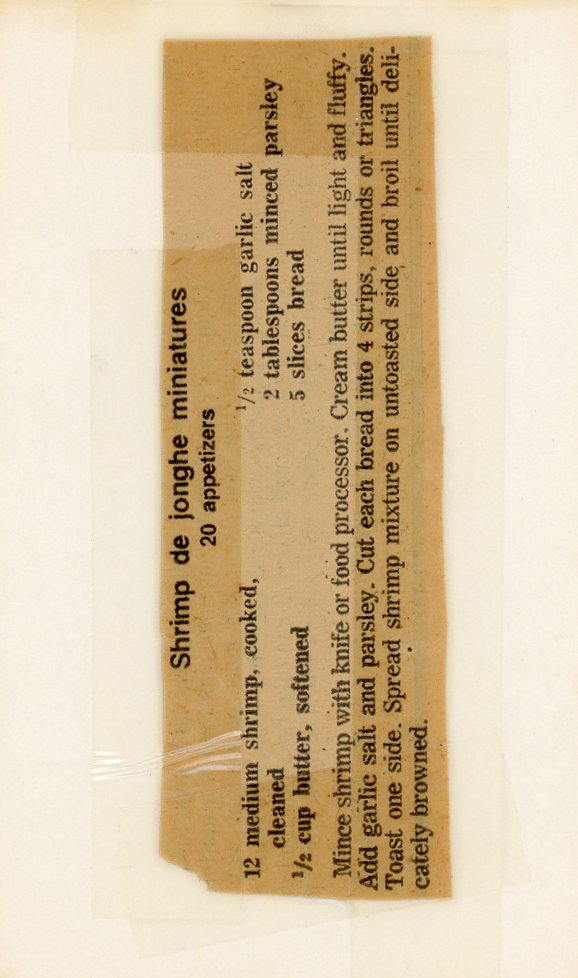 Shrimp de jonghe miniatures
20 appetizers
12 medium shrimp, cooked,
cleaned
1/2 cup butter, softened
1/2 teaspoon garlic salt
2 tablespoons minced parsley
5 slices bread
Mince shrimp with knife or food processor. Cream butter until light and fluffy.
Add garlic salt and parsley. Cut each bread into 4 strips, rounds or triangles.
Toast one side. Spread shrimp mixture on untoasted side and broil until deli-
cately browned.